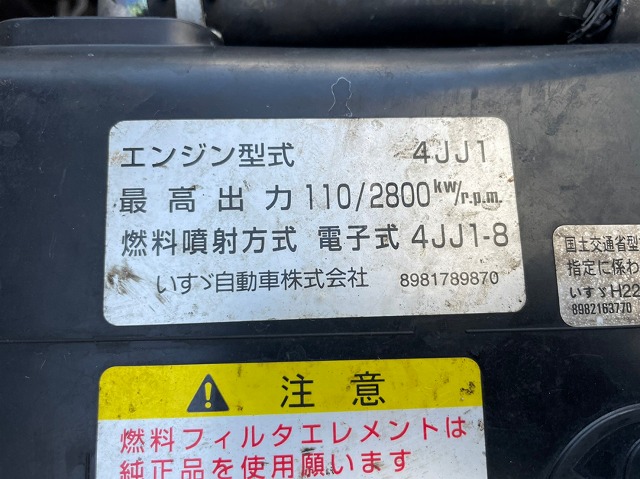 エンジン型式 4JJ1
最高出力 110/2800kw/r.p.m.
燃料噴射方式 電子式 4JJ1-8
いすゞ自動車株式会社 8981789870
国土交通省型
指定に係わ
いすゞH22
8982163770
注意
燃料フィルタエレメントは
純正品を使用願います